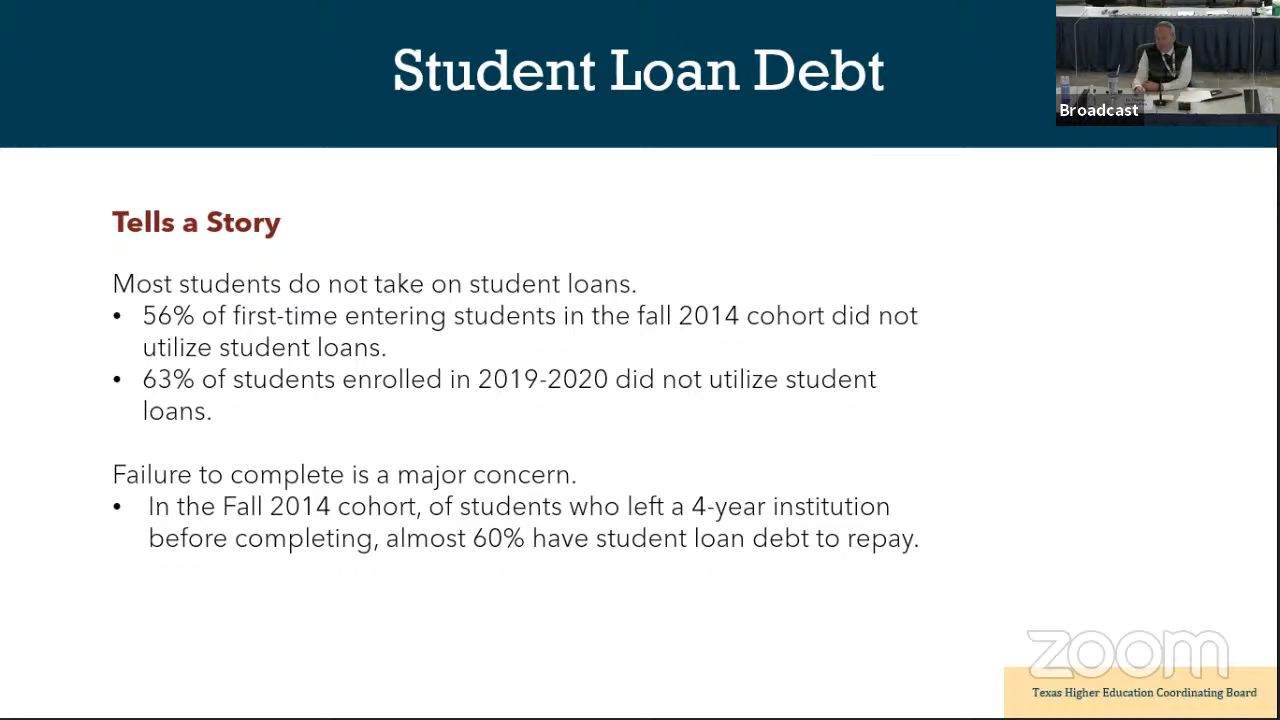 Student Loan Debt
Broadcast
Tells a Story
Most students do not take on student loans.
• 56% of first-time entering students in the fall 2014 cohort did not
utilize student loans.
• 63% of students enrolled in 2019-2020 did not utilize student
loans.
Failure to complete is a major concern.
• In the Fall 2014 cohort, of students who left a 4-year institution
before completing, almost 60% have student loan debt to repay.
zoom
Texas Higher Education Coordinating Board